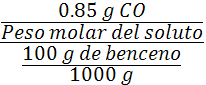 0.85 g CO
Peso molar del soluto
100 g de benceno
1000 g